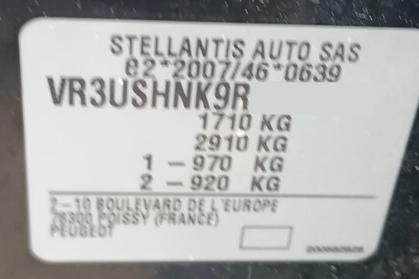 STELLANTIS AUTO SAS
e2*2007/46*0639
VR3USHNK9R
1710 KG
2910 KG
1 - 970 KG
2 - 920 KG
2-10 BOULEVARD DE L'EUROPE
78300 POISSY (FRANCE)
PEUGEOT